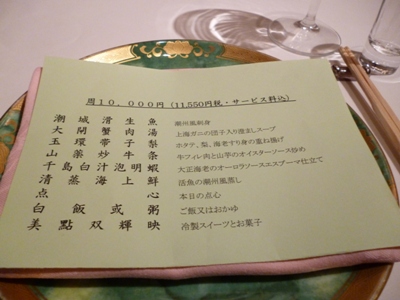 周10,000円(11,550円税・サービス料込)
潮城滑生魚 潮州風刺身
大閘蟹肉湯 上海ガニの団子入り澄ましスープ
玉環帯子梨 ホタテ、梨、海老すり身の重ね揚げ
山薬炒牛条 牛フィレ肉と山芋のオイスターソース炒め
千島白汁泡明蝦 大正海老のオーロラソースエスプーマ仕立て
清蒸海上鮮 活魚の潮州風蒸し
点心 本日の点心
白飯或粥 ご飯又はおかゆ
美點双輝映 冷製スイーツとお菓子